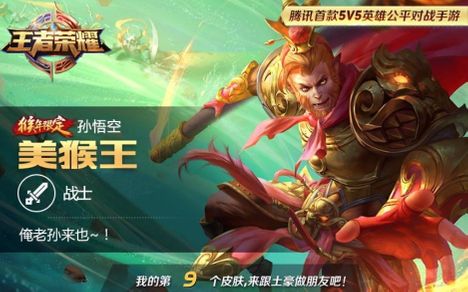 王者荣耀
腾讯首款5V5英雄公平对战手游
猴年限定 孙悟空
美猴王
战士
俺老孙来也~！
我的第 9 个皮肤,来跟土豪做朋友吧!